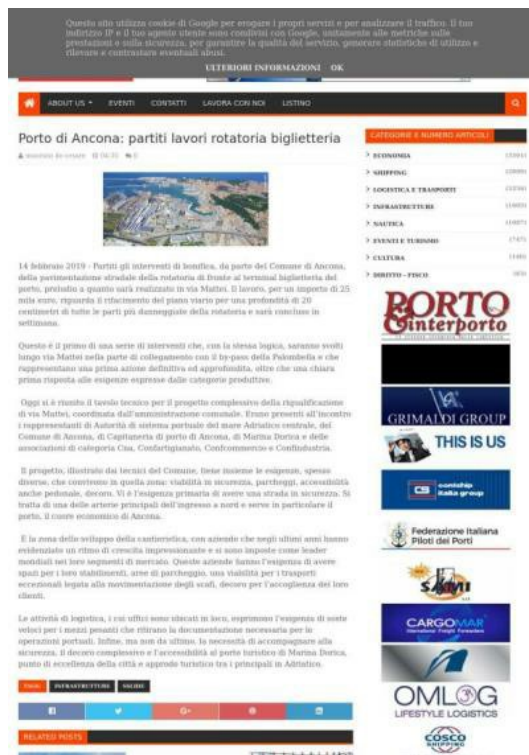 Questo sito utilizza cookie di Google per erogare i propri servizi e per analizzare il traffico. Il tuo
indirizzo IP e il tuo agente utente sono condivisi con Google, unitamente alle metriche sulle
prestazioni e sulla sicurezza, per garantire la qualità del servizio, generare statistiche di utilizzo e
rilevare e contrastare eventuali abusi.
ULTERIORI INFORMAZIONI OK
ABOUT US EVENTI CONTATTI LAVORA CON NOI LISTINO
Porto di Ancona: partiti lavori rotatoria biglietteria
14 febbraio 2019 - Partiti gli interventi di bonifica, da parte del Comune di Ancona,
della pavimentazione stradale della rotatoria di fronte al terminal biglietteria del
porto, preludio a quanto sarà realizzato in via Mattei. Il lavoro, per un importo di 25
mila euro, riguarda il rifacimento del piano viario per una profondità di 20
centimetri di tutte le parti più danneggiate della rotatoria e sarà concluso in
settimana.
Questo è il primo di una serie di interventi che, con la stessa logica, saranno svolti
lungo via Mattei nella parte di collegamento con il by-pass della Palombella e che
rappresentano una prima azione definitiva ed approfondita, oltre che una chiara
prima risposta alle esigenze espresse dalle categorie produttive.
Oggi si è riunito il tavolo tecnico per il progetto complessivo della riqualificazione
di via Mattei, coordinata dall'amministrazione comunale. Erano presenti all'incontro
i rappresentanti di Autorità di sistema portuale del mare Adriatico centrale, del
Comune di Ancona, di Capitaneria di porto di Ancona, di Marina Dorica e delle
associazioni di categoria Cna, Confartigianato, Confcommercio e Confindustria.
Il progetto, illustrato dai tecnici del Comune, tiene insieme le esigenze, spesso
diverse, che convivono in quella zona: viabilità in sicurezza, parcheggi, accessibilità
anche pedonale, decoro. Vi è l'esigenza primaria di avere una strada in sicurezza. Si
tratta di una delle arterie principali dell'ingresso a nord e serve in particolare il
porto, il cuore economico di Ancona.
È la zona dello sviluppo della cantieristica, con aziende che negli ultimi anni hanno
evidenziato un ritmo di crescita impressionante e si sono imposte come leader
mondiali nei loro segmenti di mercato. Queste aziende hanno l'esigenza di avere
spazi per i loro stabilimenti, aree di parcheggio, una viabilità per i trasporti
eccezionali legata alla movimentazione degli scafi, decoro per l'accoglienza dei loro
clienti.
Le attività di logistica, i cui uffici sono ubicati in loco, esprimono l'esigenza di soste
veloci per i mezzi pesanti che ritirano la documentazione necessaria per le
operazioni portuali. Infine, ma non da ultimo, la necessità di accompagnare alla
sicurezza, il decoro complessivo e l'accessibilità al porto turistico di Marina Dorica,
punto di eccellenza della città e approdo turistico tra i principali in Adriatico.
INFRASTRUTTURE
RELATED POSTS
CATEGORIE E NUMERO ARTICOLI
ECONOMIA
SHIPPING
LOGISTICA E TRASPORTI
INFRASTRUTTURE
NAUTICA
EVENTI E TURISMO
CULTURA
DIRITTO - FISCO
PORTO
&interporto
GRIMALDI GROUP
THIS IS US
CS
italia group
Federazione Italiana
Piloti dei Porti
CARGOMAR
International Freight Forwarders
OMLOG
LIFESTYLE LOGISTICS
COSCO
SHIPPING